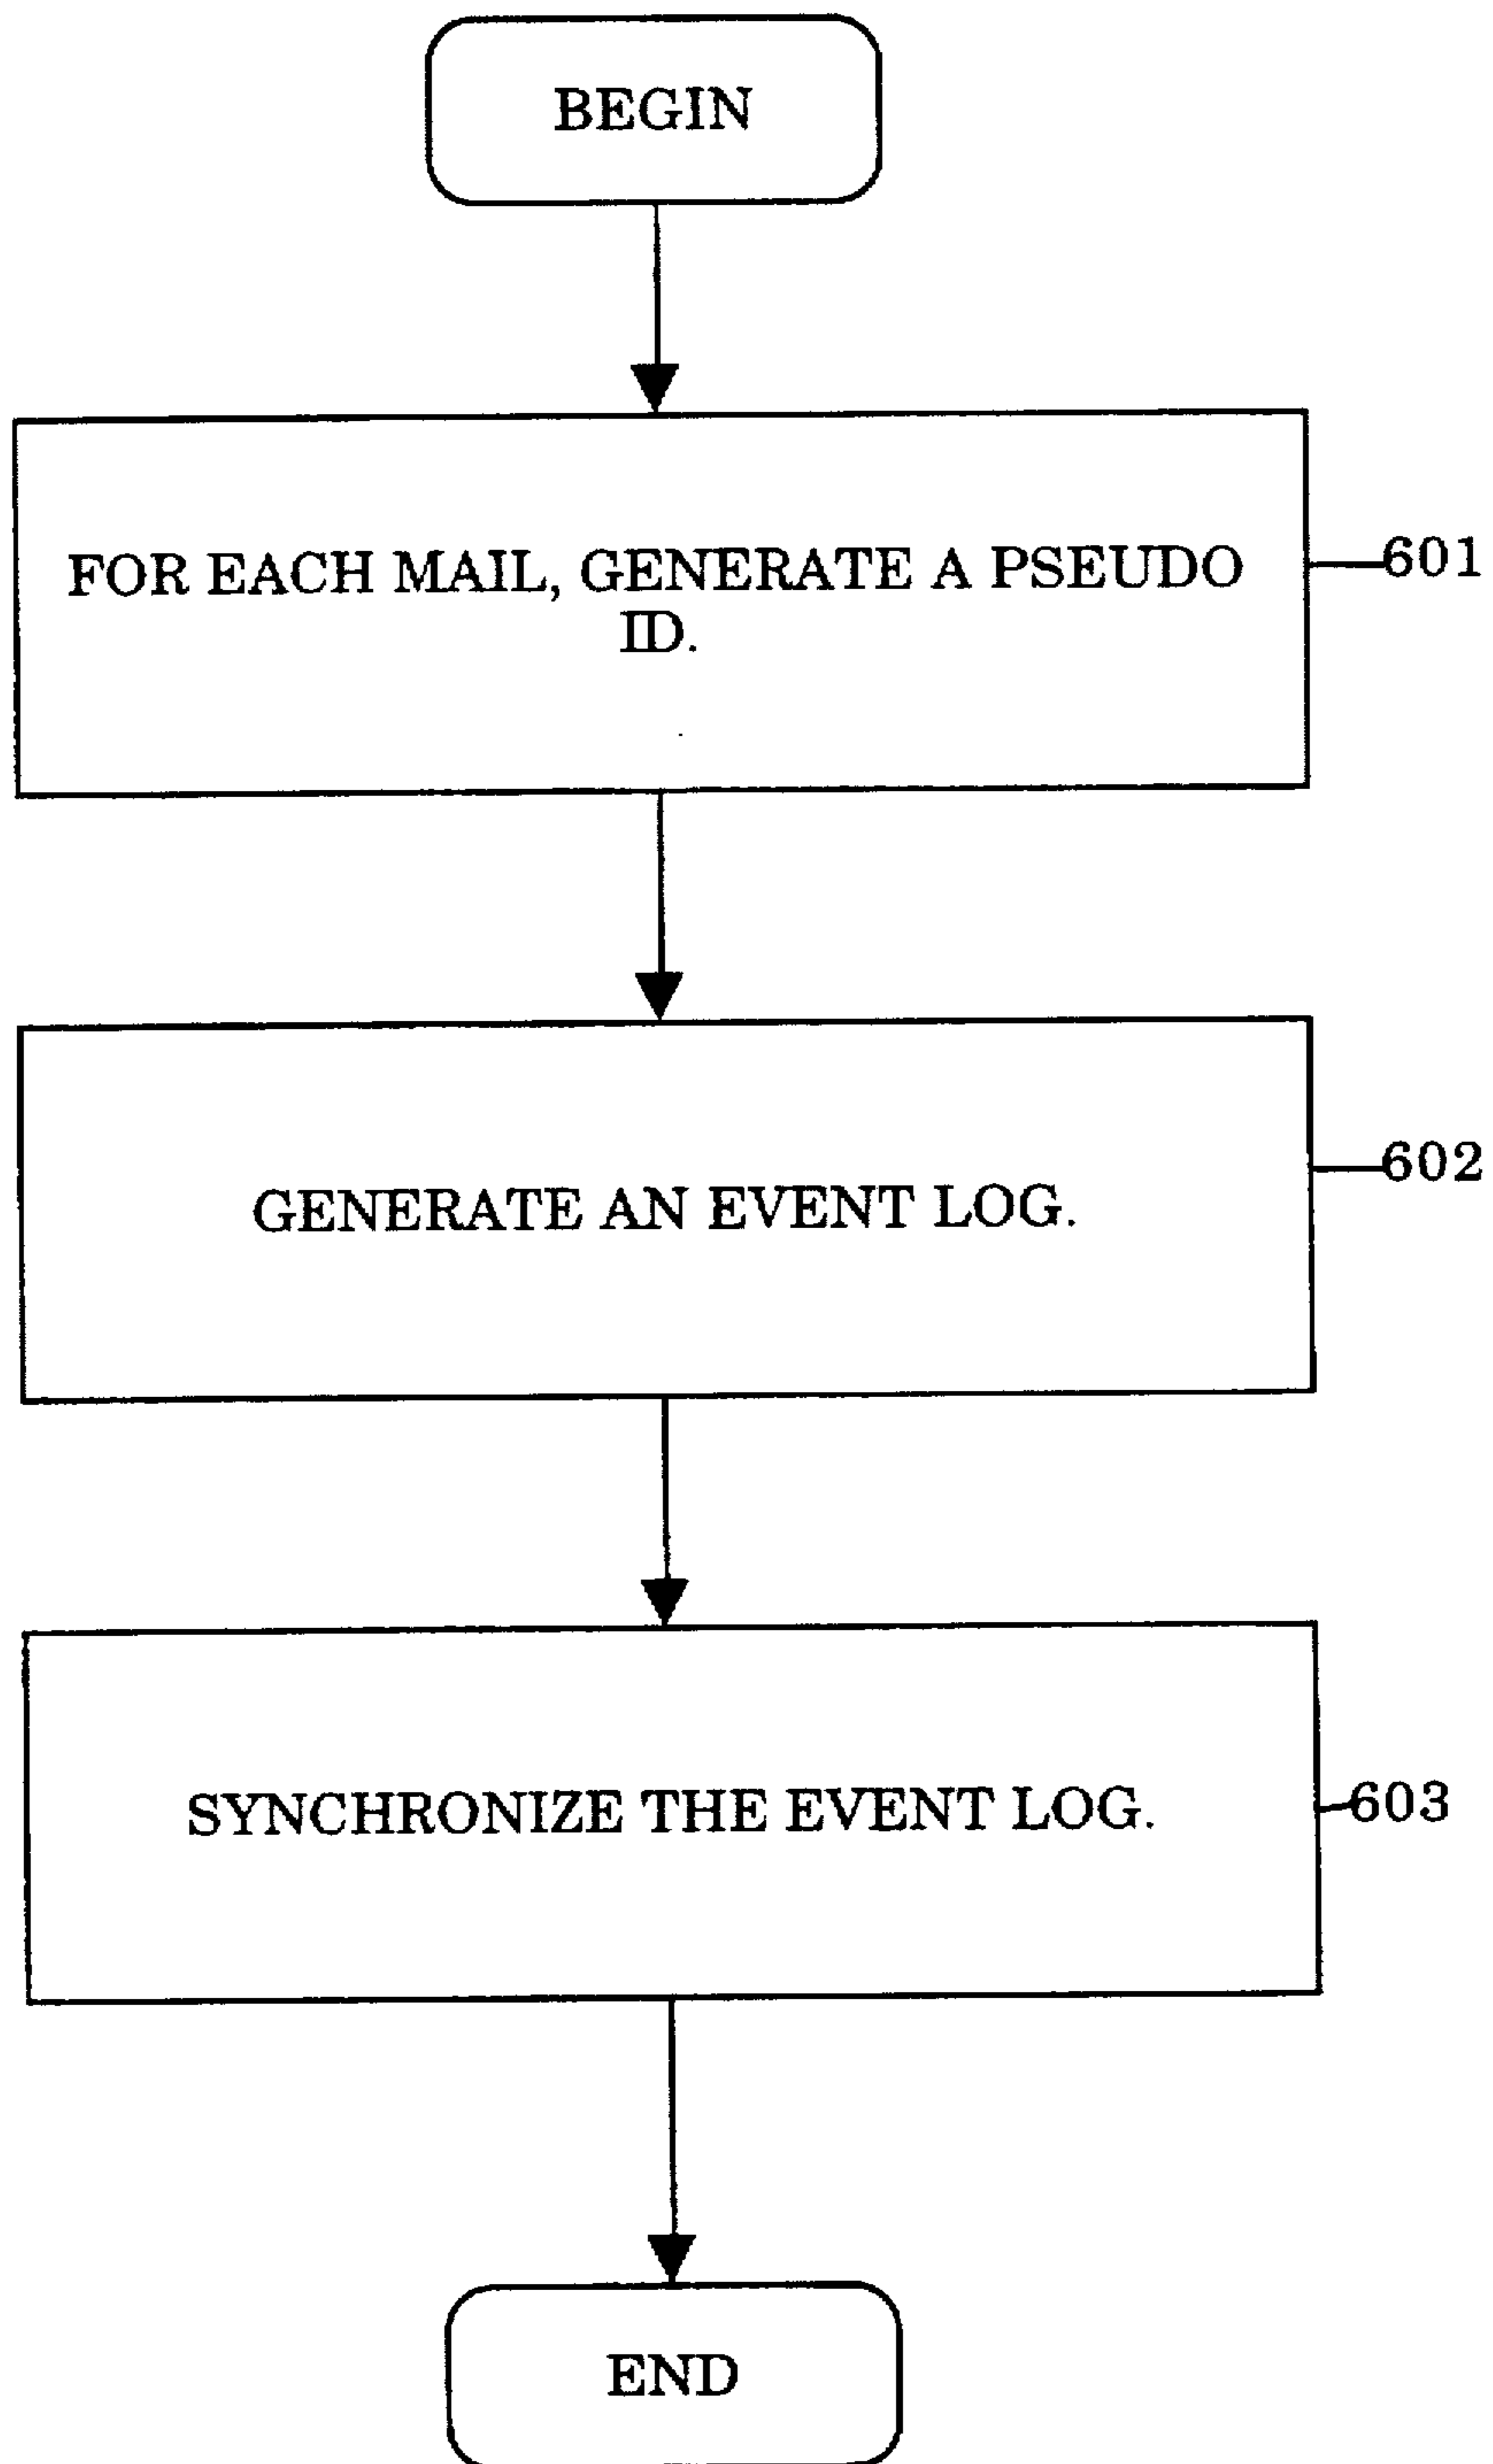 BEGIN
FOR EACH MAIL, GENERATE A PSEUDO
ID.
601
GENERATE AN EVENT LOG.
602
SYNCHRONIZE THE EVENT LOG.
603
END